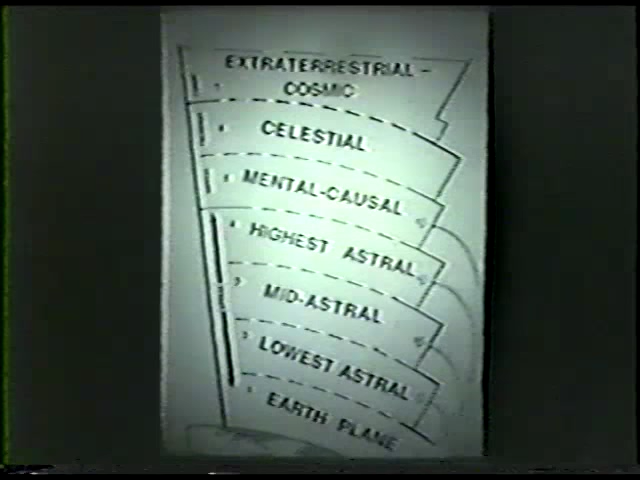 EXTRATERRESTRIAL -
COSMIC
CELESTIAL
MENTAL-CAUSAL
HIGHEST ASTRAL
MID-ASTRAL
LOWEST ASTRAL
EARTH PLANE